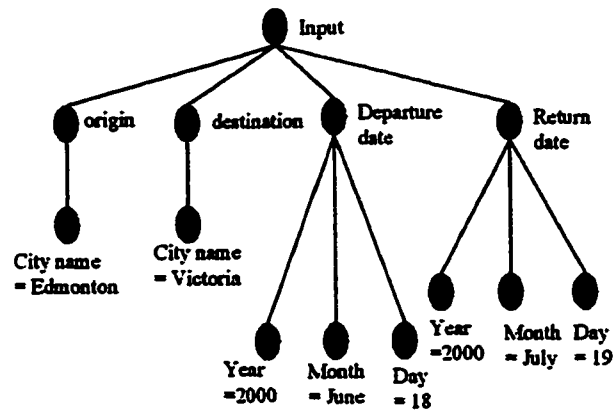 Input
origin
destination
Departure
date
Return
date
City name
= Edmonton
City name
= Victoria
Year
=2000
Month
= June
Day
= 18
Year
=2000
Month
= July
Day
= 19